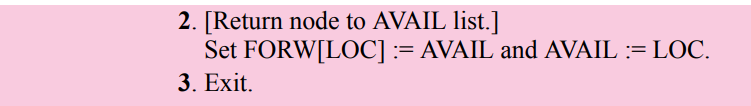 2. [Return node to AVAIL list.]
Set FORW[LOC] := AVAIL and AVAIL := LOC.
3. Exit.